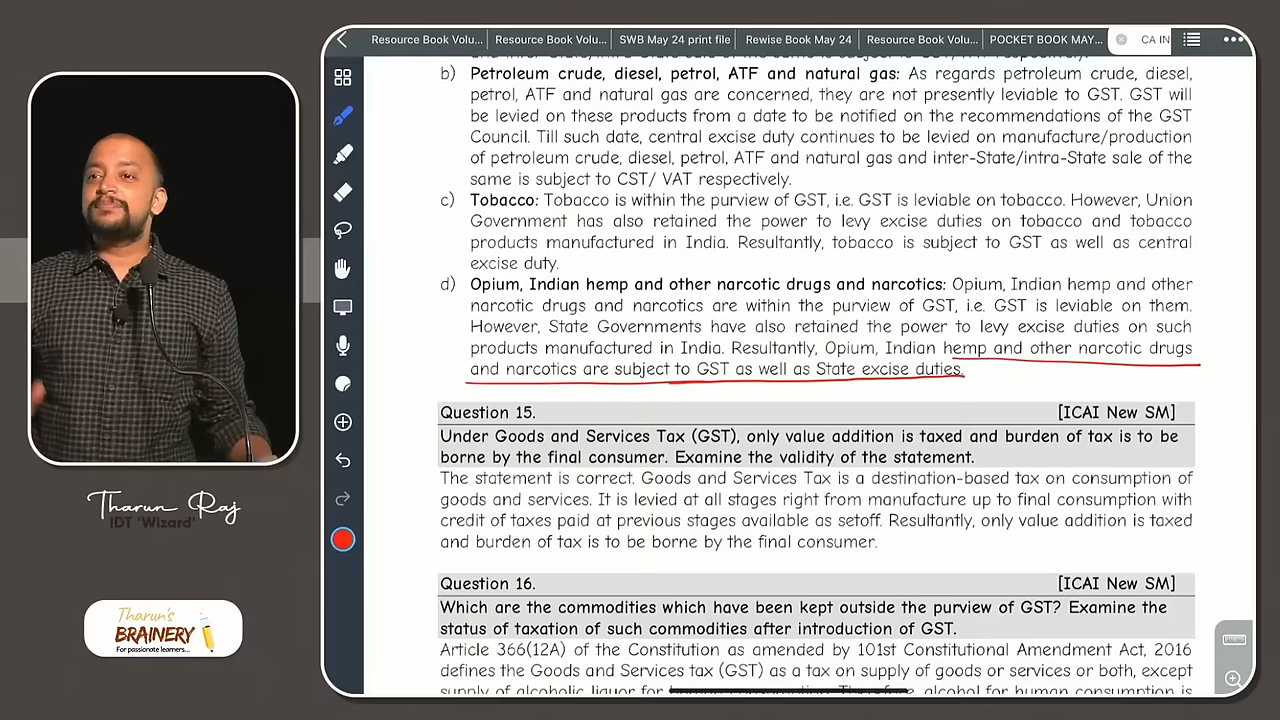 Resource Book Volu...
Resource Book Volu...
SWB May 24 print file
Rewise Book May 24
Resource Book Volu...
POCKET BOOK MAY...
CA IN
b) Petroleum crude, diesel, petrol, ATF and natural gas: As regards petroleum crude, diesel,
petrol, ATF and natural gas are concerned, they are not presently leviable to GST. GST will
be levied on these products from a date to be notified on the recommendations of the GST
Council. Till such date, central excise duty continues to be levied on manufacture/production
of petroleum crude, diesel, petrol, ATF and natural gas and inter-State/intra-State sale of the
same is subject to CST/ VAT respectively.
c) Tobacco: Tobacco is within the purview of GST, i.e. GST is leviable on tobacco. However, Union
Government has also retained the power to levy excise duties on tobacco and tobacco
products manufactured in India. Resultantly, tobacco is subject to GST as well as central
excise duty.
d) Opium, Indian hemp and other narcotic drugs and narcotics: Opium, Indian hemp and other
narcotic drugs and narcotics are within the purview of GST, i.e. GST is leviable on them.
However, State Governments have also retained the power to levy excise duties on such
products manufactured in India. Resultantly, Opium, Indian hemp and other narcotic drugs
and narcotics are subject to GST as well as State excise duties.
Question 15. [ICAI New SM]
Under Goods and Services Tax (GST), only value addition is taxed and burden of tax is to be
borne by the final consumer. Examine the validity of the statement.
The statement is correct. Goods and Services Tax is a destination-based tax on consumption of
goods and services. It is levied at all stages right from manufacture up to final consumption with
credit of taxes paid at previous stages available as setoff. Resultantly, only value addition is taxed
and burden of tax is to be borne by the final consumer.
Question 16. [ICAI New SM]
Which are the commodities which have been kept outside the purview of GST? Examine the
status of taxation of such commodities after introduction of GST.
Article 366(12A) of the Constitution as amended by 101st Constitutional Amendment Act, 2016
defines the Goods and Services tax (GST) as a tax on supply of goods or services or both, except
supply of alcoholic liquor for alcohol for human consumption is
Tharun Raj
IDT 'Wizard'
Tharun's
BRAINERY
For passionate learners...